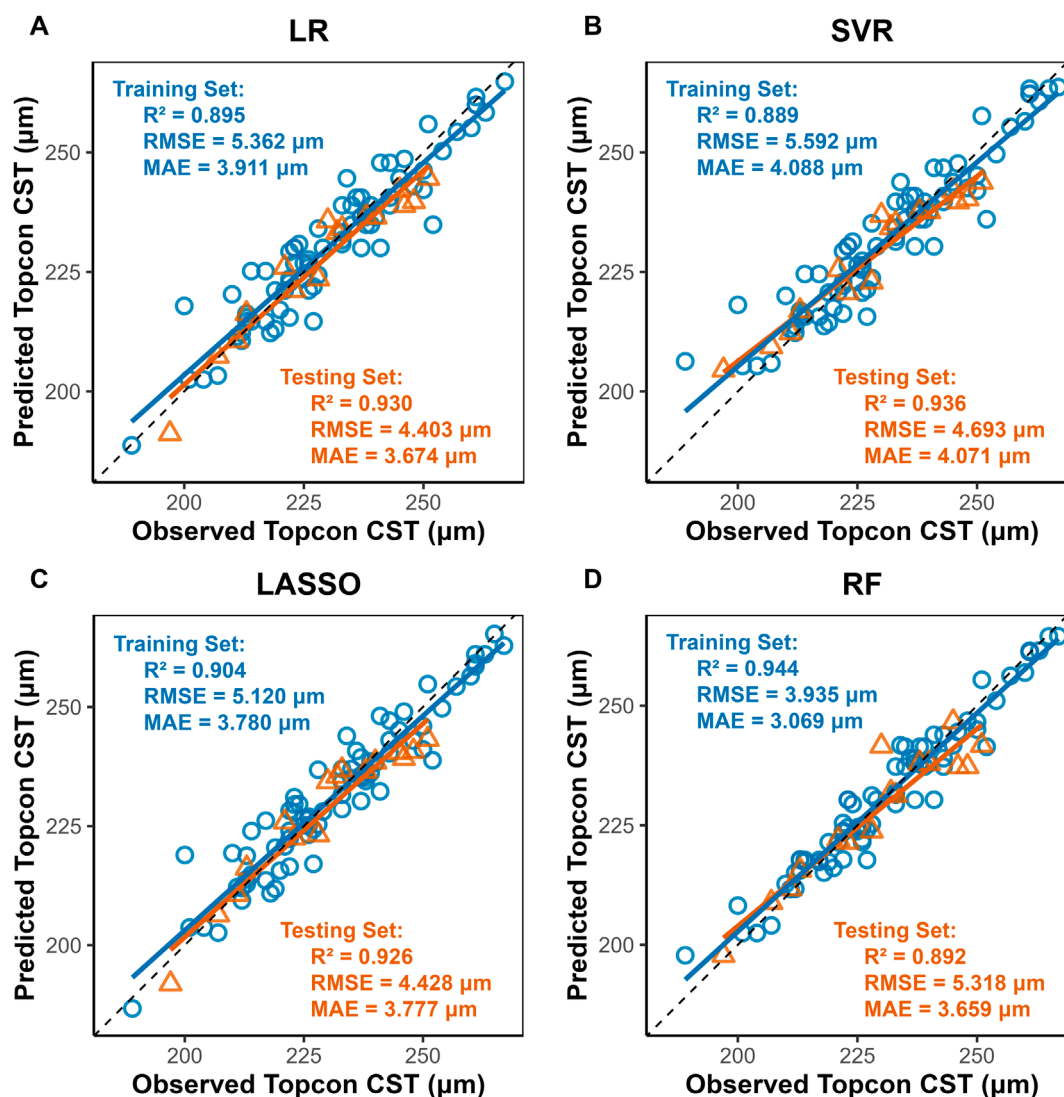 A
LR
Predicted Topcon CST (µm)
250
225
200
Training Set:
R² = 0.895
RMSE = 5.362 µm
MAE = 3.911 µm
Testing Set:
R² = 0.930
RMSE = 4.403 µm
MAE = 3.674 µm
200
225
250
Observed Topcon CST (µm)
B
SVR
Predicted Topcon CST (µm)
250
225
200
Training Set:
R² = 0.889
RMSE = 5.592 µm
MAE = 4.088 µm
Testing Set:
R² = 0.936
RMSE = 4.693 µm
MAE = 4.071 µm
200
225
250
Observed Topcon CST (µm)
C
LASSO
Predicted Topcon CST (µm)
250
225
200
Training Set:
R² = 0.904
RMSE = 5.120 µm
MAE = 3.780 µm
Testing Set:
R² = 0.926
RMSE = 4.428 µm
MAE = 3.777 µm
200
225
250
Observed Topcon CST (µm)
D
RF
Predicted Topcon CST (µm)
250
225
200
Training Set:
R² = 0.944
RMSE = 3.935 µm
MAE = 3.069 µm
Testing Set:
R² = 0.892
RMSE = 5.318 µm
MAE = 3.659 µm
200
225
250
Observed Topcon CST (µm)